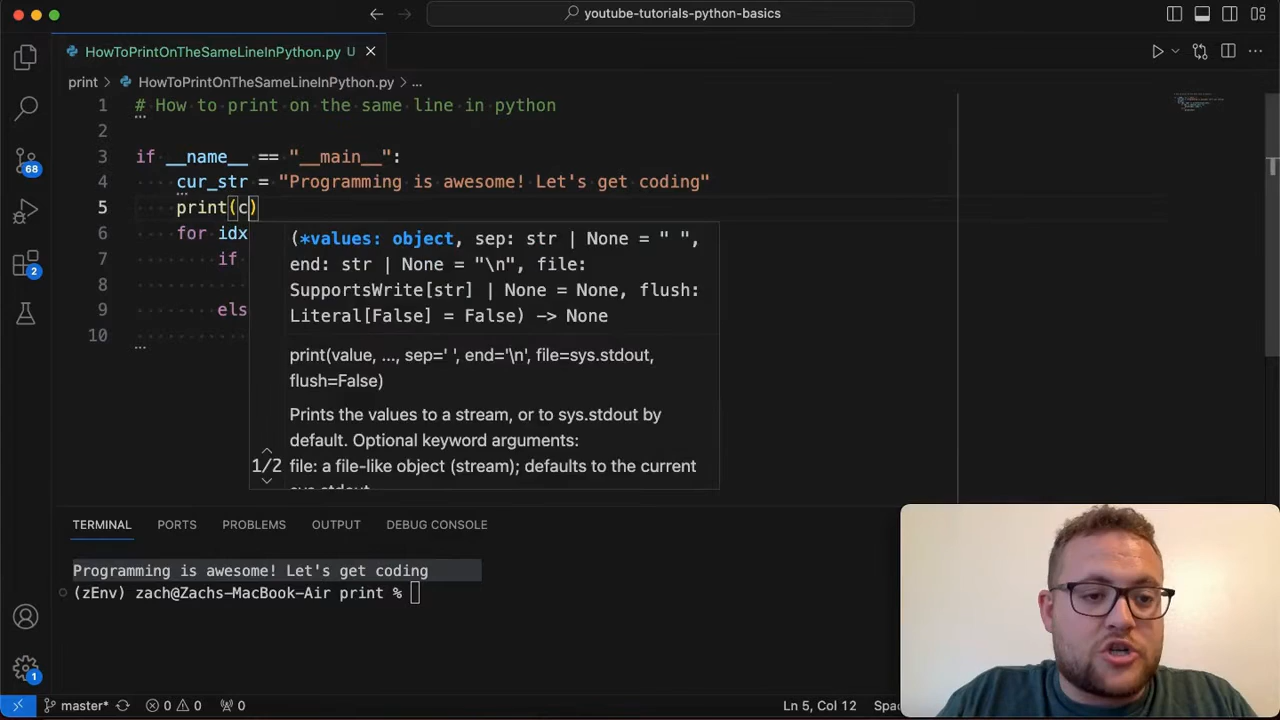 youtube-tutorials-python-basics
HowToPrintOnTheSameLineInPython.py U
print > HowToPrintOnTheSameLineInPython.py > ...
1 # How to print on the same line in python
2
3 if __name__ == "__main__":
4 cur_str = "Programming is awesome! Let's get coding"
5 print(c)
6 for idx
7 if
8
9 els
10
(*values: object, sep: str | None = " ",
end: str | None = "\n", file:
SupportsWrite[str] | None = None, flush:
Literal[False] = False) -> None
print(value, ..., sep=' ', end='\n', file=sys.stdout,
flush=False)
Prints the values to a stream, or to sys.stdout by
default. Optional keyword arguments:
1/2
file: a file-like object (stream); defaults to the current
sys.stdout
68
2
TERMINAL PORTS PROBLEMS OUTPUT DEBUG CONSOLE
Programming is awesome! Let's get coding
(zEnv) zach@Zachs-MacBook-Air print %
1
master* 0 0 0 Ln 5, Col 12